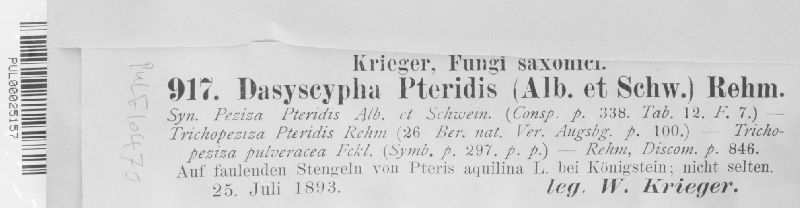 Krieger, Fungi saxonici.
917. Dasyscypha Pteridis (Alb. et Schw.) Rehm.
Syn. Peziza Pteridis Alb. et Schwein. (Consp. p. 338. Tab. 12. F. 7.) —
Trichopeziza Pteridis Rehm (26 Ber. nat. Ver. Augsbg. p. 100.) — Tricho-
peziza pulveracea Fckl. (Symb. p. 297. p. p.) — Rehm, Discom. p. 846.
Auf faulenden Stengeln von Pteris aquilina L. bei Königstein; nicht selten.
25. Juli 1893. leg. W. Krieger.
PUL00025157
PulF6470